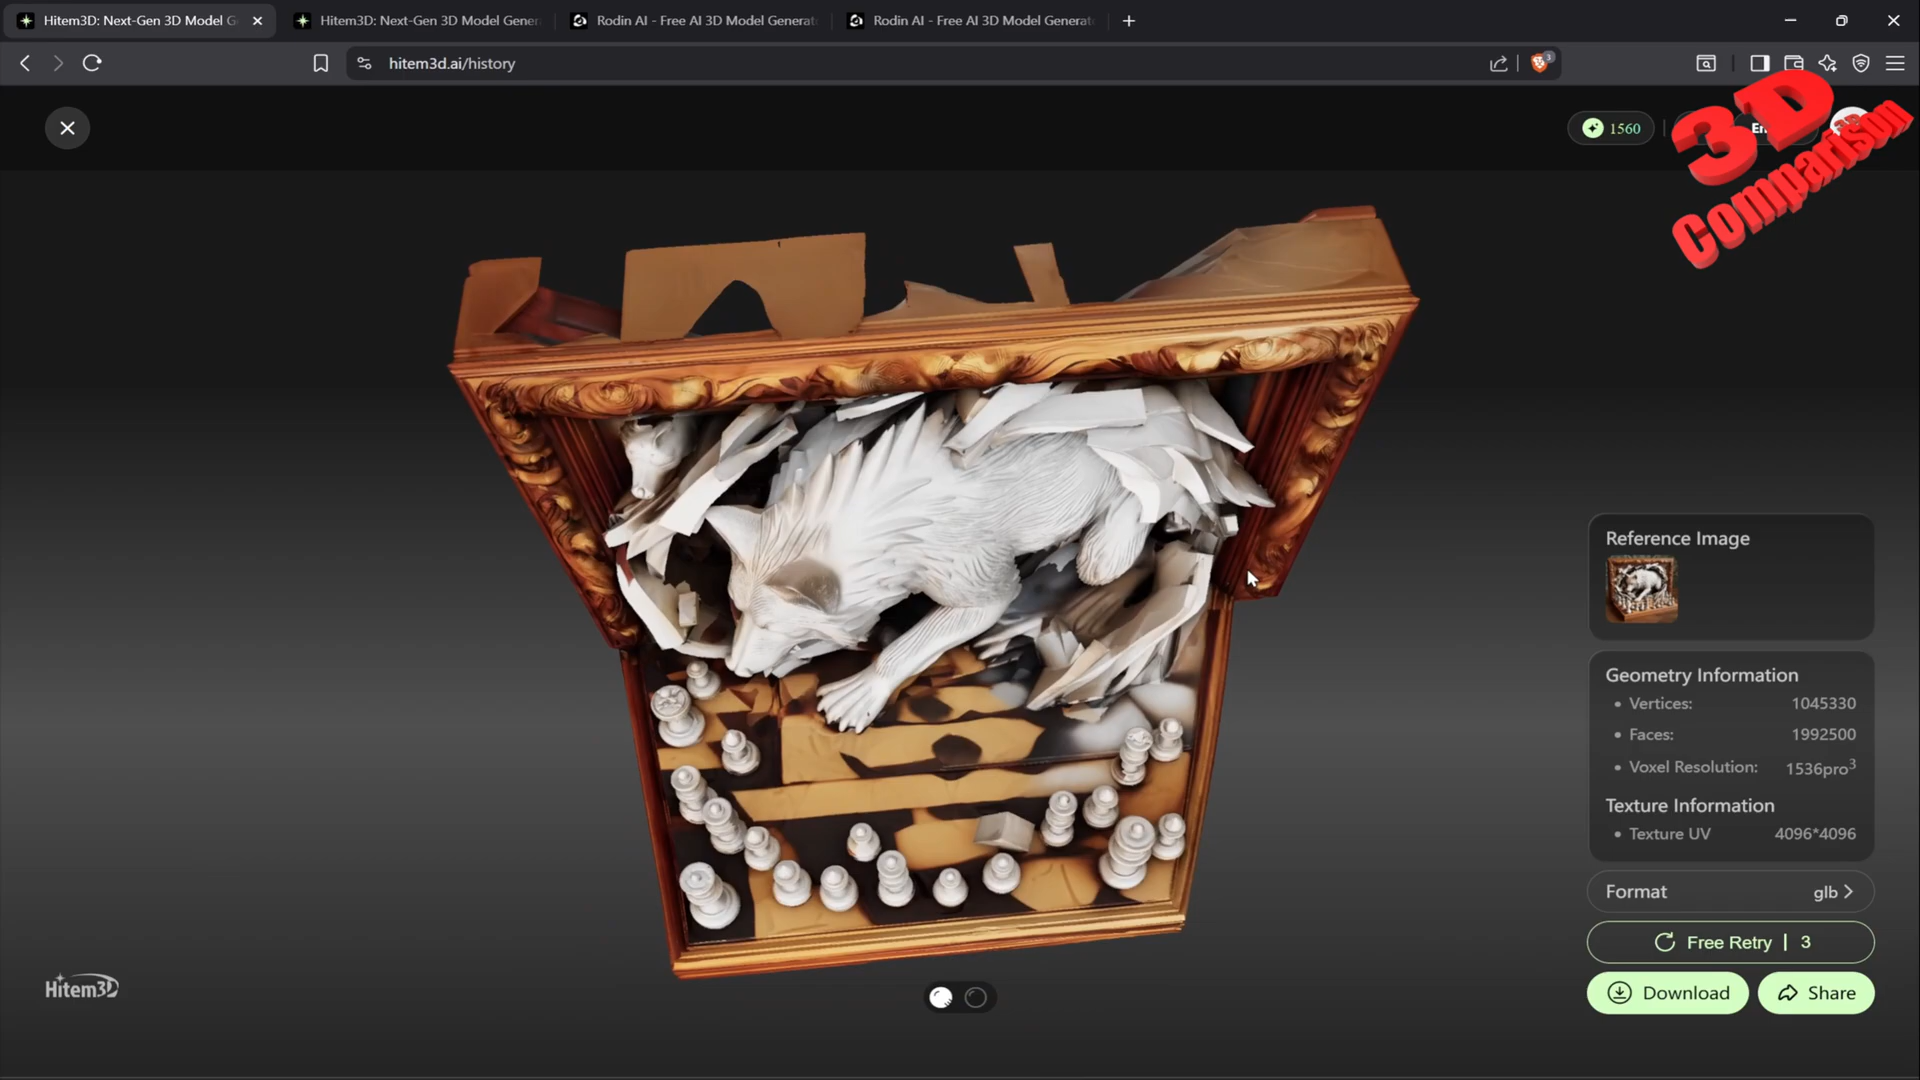 Hitem3D: Next-Gen 3D Model G
Hitem3D: Next-Gen 3D Model Gener
Rodin AI - Free AI 3D Model Generat
Rodin AI - Free AI 3D Model Generat
hitem3d.ai/history
3
1560
En
3D
Comparison
Reference Image
Geometry Information
• Vertices: 1045330
• Faces: 1992500
• Voxel Resolution: 1536pro³
Texture Information
• Texture UV 4096*4096
Format glb >
Free Retry | 3
Download
Share
Hitem3D